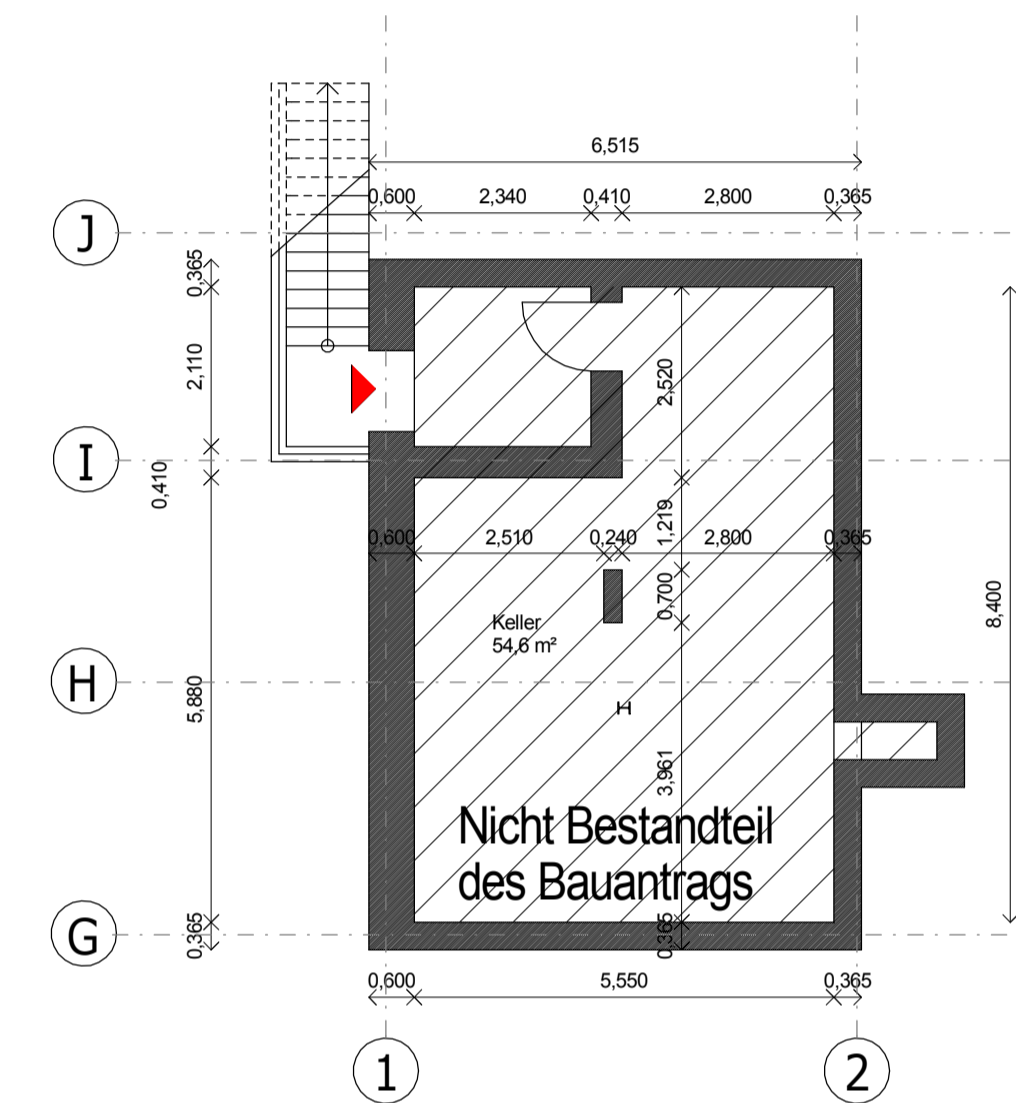 6,515
0,600 2,340 0,410 2,800 0,365
J
0,365
2,110
2,520
I
0,410
1,219
0,600 2,510 0,240 2,800 0,365
0,700
8,400
Keller
54,6 m²
H
5,880
H
3,961
Nicht Bestandteil
des Bauantrags
G
0,365
0,365
0,600 5,550 0,365
1 2